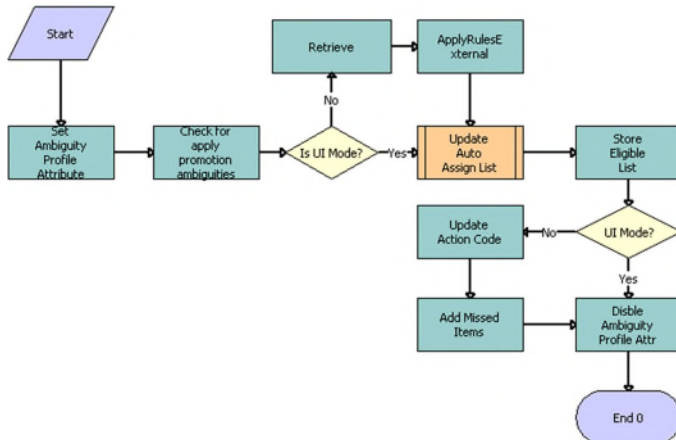 Start
Retrieve
ApplyRulesE
xternal
No
Set
Ambiguity
Profile
Attribute
Check for
apply
promotion
ambiguities
Is UI Mode?
Yes
Update
Auto
Assign List
Store
Eligible
List
Update
Action Code
No
UI Mode?
Yes
Add Missed
Items
Disble
Ambiguity
Profile Attr
End 0